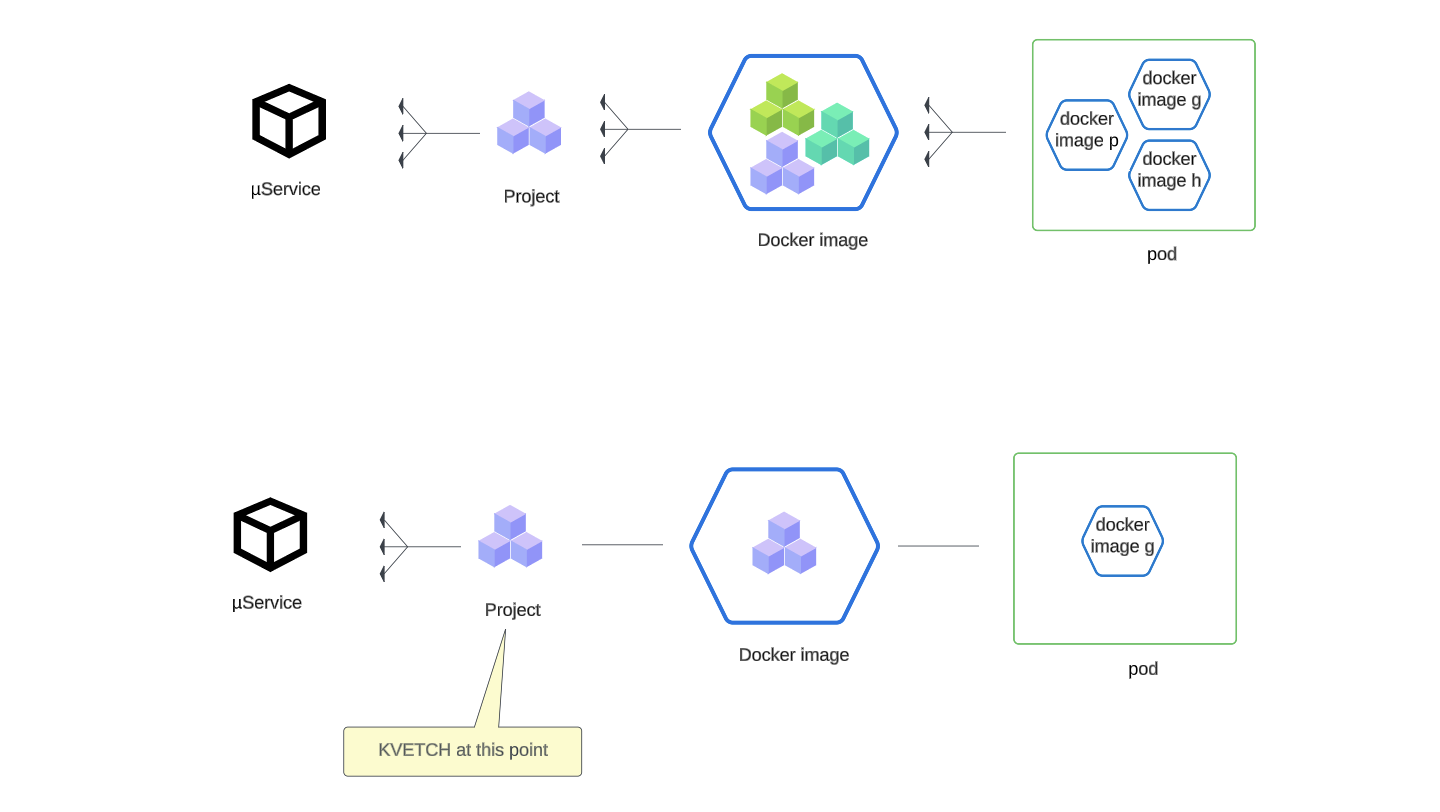 docker
image g
docker
image p
docker
image h
µService
Project
Docker image
pod
docker
image g
µService
Project
Docker image
pod
KVETCH at this point